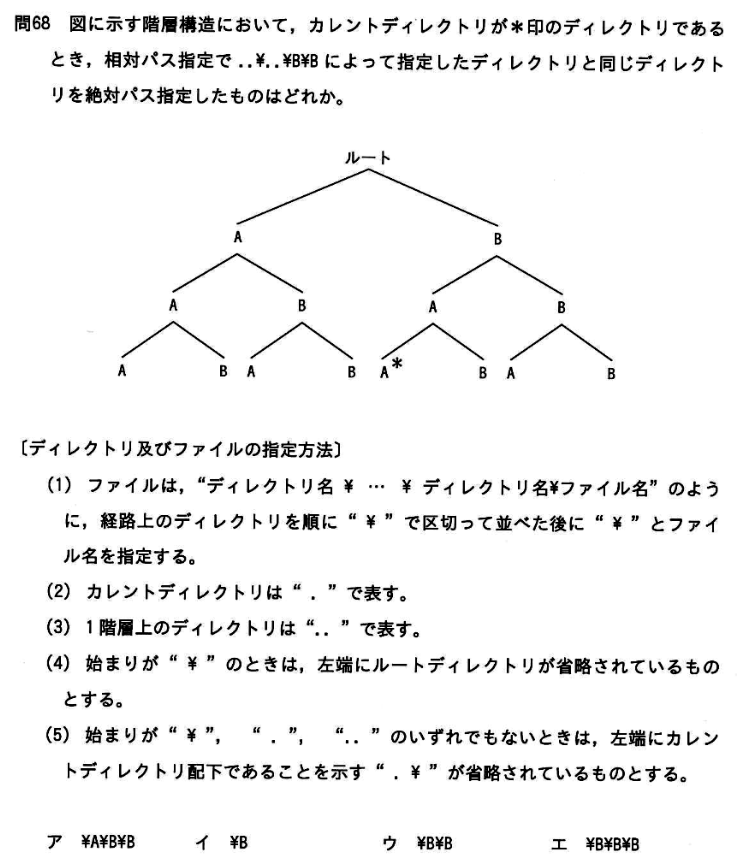 問68 図に示す階層構造において，カレントディレクトリが＊印のディレクトリである
とき，相対パス指定で ..¥..¥B¥B によって指定したディレクトリと同じディレクト
リを絶対パス指定したものはどれか。
ルート
A B
A B A B
A B A B A＊ B A B
〔ディレクトリ及びファイルの指定方法〕
(1) ファイルは，“ディレクトリ名 ¥ … ¥ ディレクトリ名¥ファイル名” のよう
に，経路上のディレクトリを順に “ ¥ ” で区切って並べた後に “ ¥ ” とファイ
ル名を指定する。
(2) カレントディレクトリは “ . ” で表す。
(3) 1階層上のディレクトリは “.. ” で表す。
(4) 始まりが “ ¥ ” のときは，左端にルートディレクトリが省略されているもの
とする。
(5) 始まりが “ ¥ ”， “ . ”， “.. ” のいずれでもないときは，左端にカレン
トディレクトリ配下であることを示す “ . ¥ ” が省略されているものとする。
ア ¥A¥B¥B イ ¥B ウ ¥B¥B エ ¥B¥B¥B